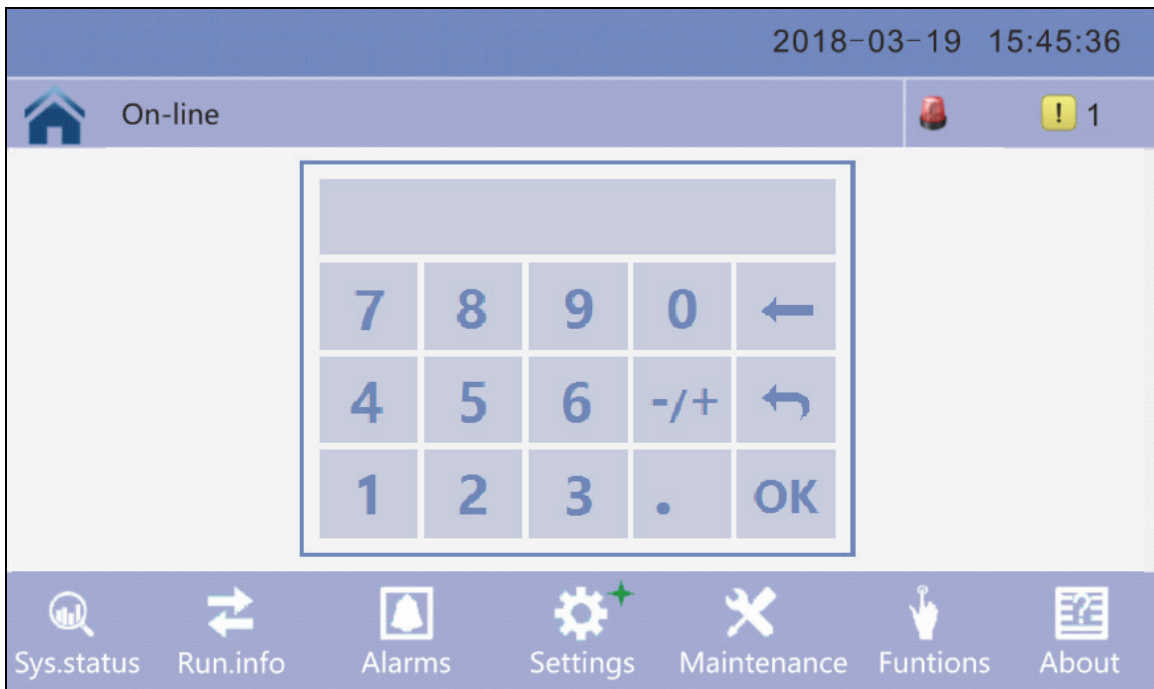 2018-03-19 15:45:36
On-line
! 1
7 8 9 0 ←
4 5 6 -/+
1 2 3 . OK
Sys.status Run.info Alarms Settings Maintenance Funtions About